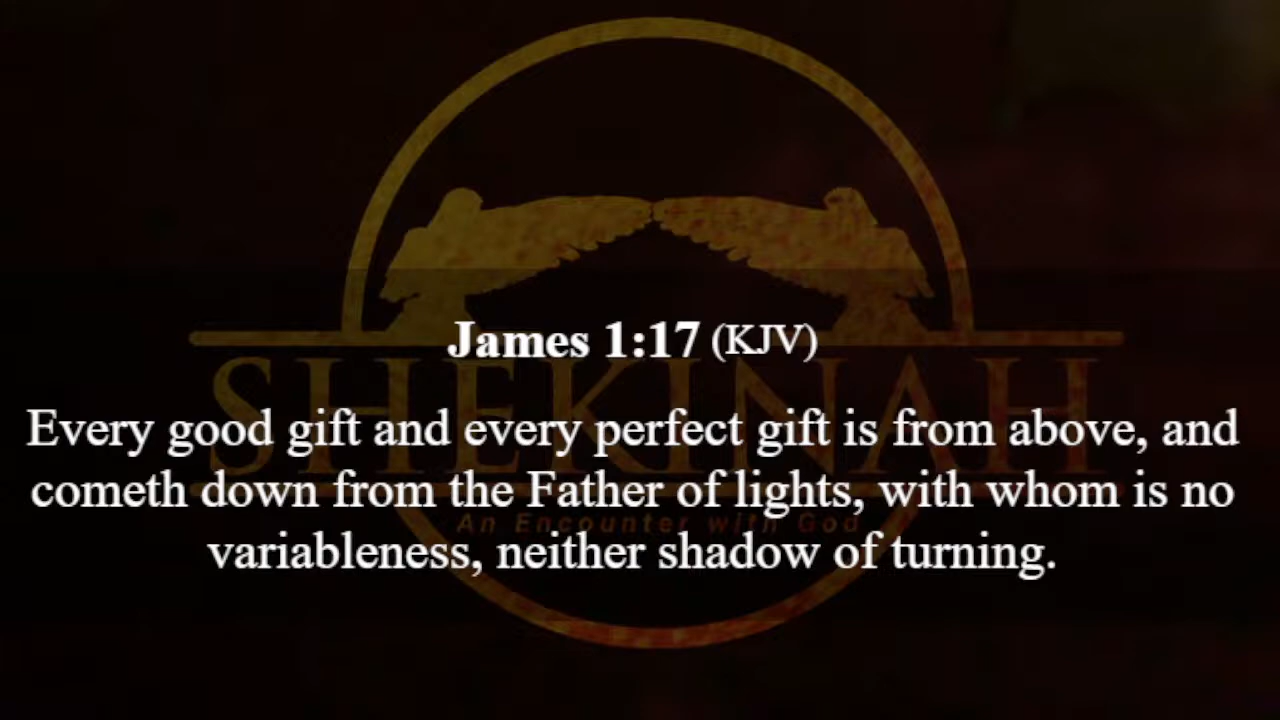 James 1:17 (KJV)
SHEKINAH
Every good gift and every perfect gift is from above, and
cometh down from the Father of lights, with whom is no
An Encounter with God
variableness, neither shadow of turning.